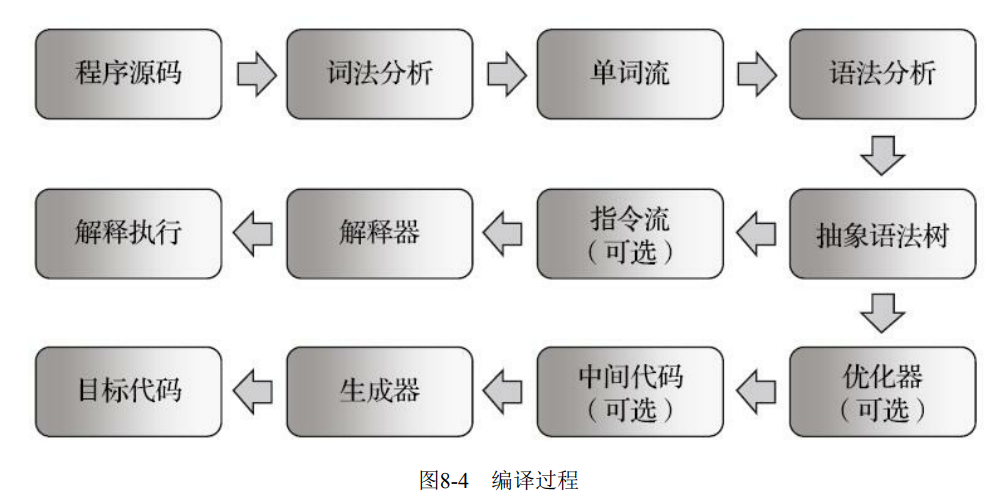 程序源码
词法分析
单词流
语法分析
解释执行
解释器
指令流
（可选）
抽象语法树
目标代码
生成器
中间代码
（可选）
优化器
（可选）
图8-4 编译过程